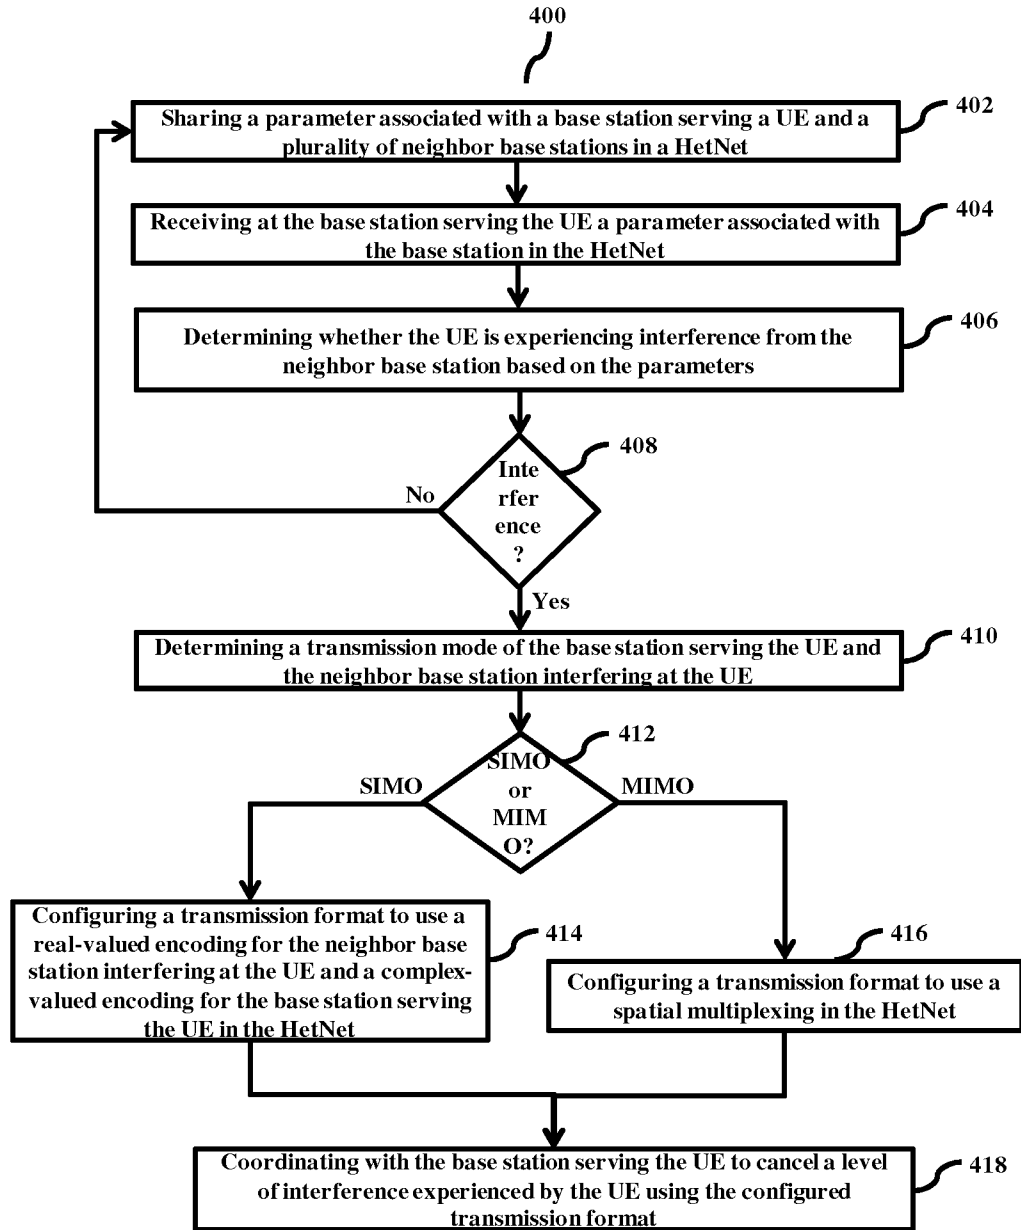 400
Sharing a parameter associated with a base station serving a UE and a
plurality of neighbor base stations in a HetNet
402
Receiving at the base station serving the UE a parameter associated with
the base station in the HetNet
404
Determining whether the UE is experiencing interference from the
neighbor base station based on the parameters
406
Inte
rfer
ence
?
408
No
Yes
Determining a transmission mode of the base station serving the UE and
the neighbor base station interfering at the UE
410
SIMO
or
MIM
O?
412
SIMO
MIMO
Configuring a transmission format to use a
real-valued encoding for the neighbor base
station interfering at the UE and a complex-
valued encoding for the base station serving
the UE in the HetNet
414
Configuring a transmission format to use a
spatial multiplexing in the HetNet
416
Coordinating with the base station serving the UE to cancel a level
of interference experienced by the UE using the configured
transmission format
418